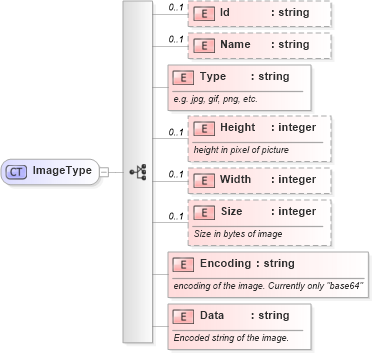 0..1
E Id : string
0..1
E Name : string
E Type : string
e.g. jpg, gif, png, etc.
0..1
E Height : integer
height in pixel of picture
CT ImageType
0..1
E Width : integer
0..1
E Size : integer
Size in bytes of image
E Encoding : string
encoding of the image. Currently only "base64"
E Data : string
Encoded string of the image.